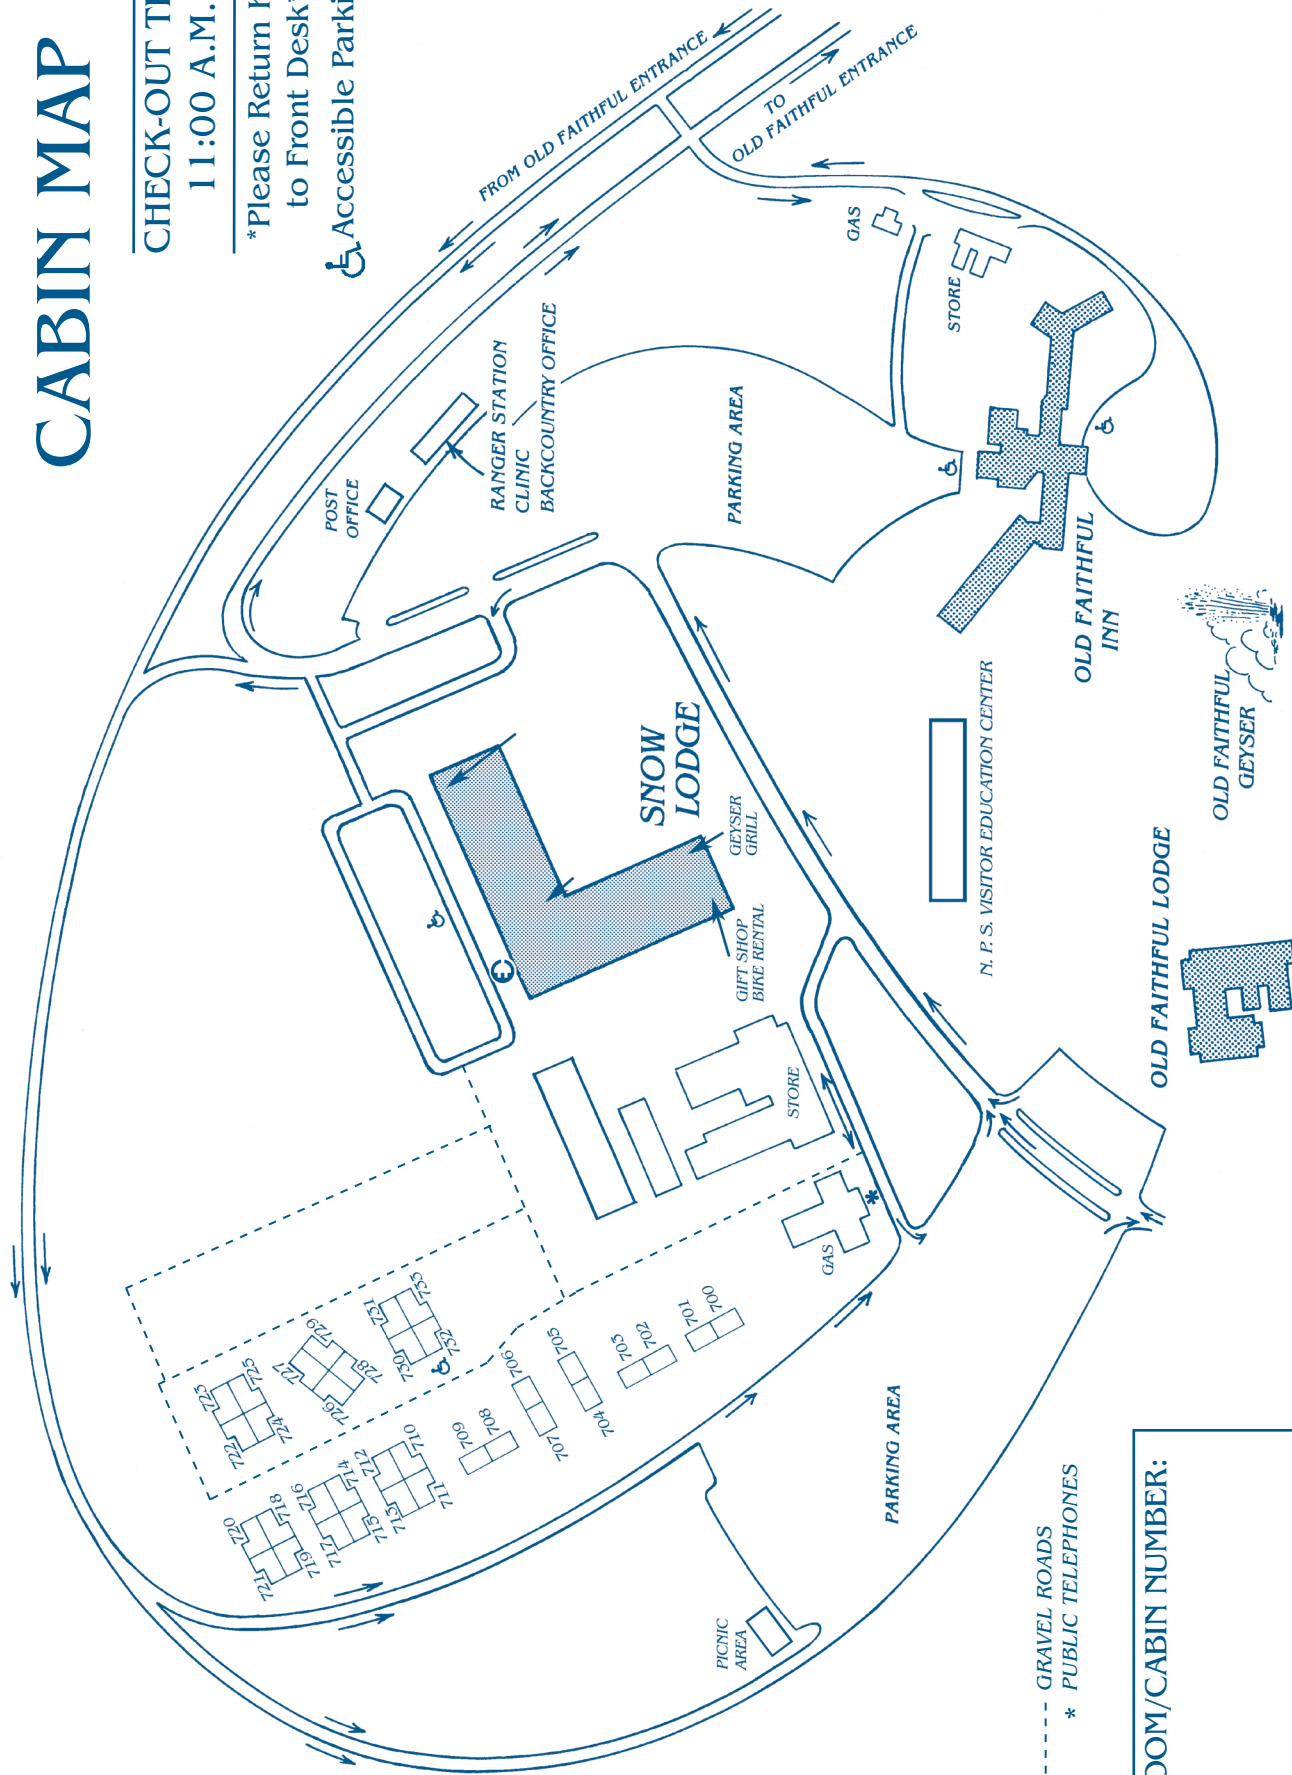 CABIN MAP
CHECK-OUT
11:00 A.M.
*Please Return
to Front Desk*
Accessible
FROM OLD FAITHFUL ENTRANCE
TO
OLD FAITHFUL ENTRANCE
GAS
STORE
POST
OFFICE
RANGER STATION
CLINIC
BACKCOUNTRY OFFICE
PARKING AREA
OLD FAITHFUL
INN
OLD FAITHFUL
GEYSER
N. P. S. VISITOR EDUCATION CENTER
SNOW
LODGE
GEYSER
GRILL
GIFT SHOP
BIKE RENTAL
E
OLD FAITHFUL LODGE
STORE
GAS
*
700
701
702
703
704
705
706
707
708
709
710
711
712
713
714
715
716
717
718
719
720
721
722
723
724
725
726
727
728
729
730
731
732
733
PARKING AREA
PICNIC
AREA
---- GRAVEL ROADS
* PUBLIC TELEPHONES
OOM/CABIN NUMBER: